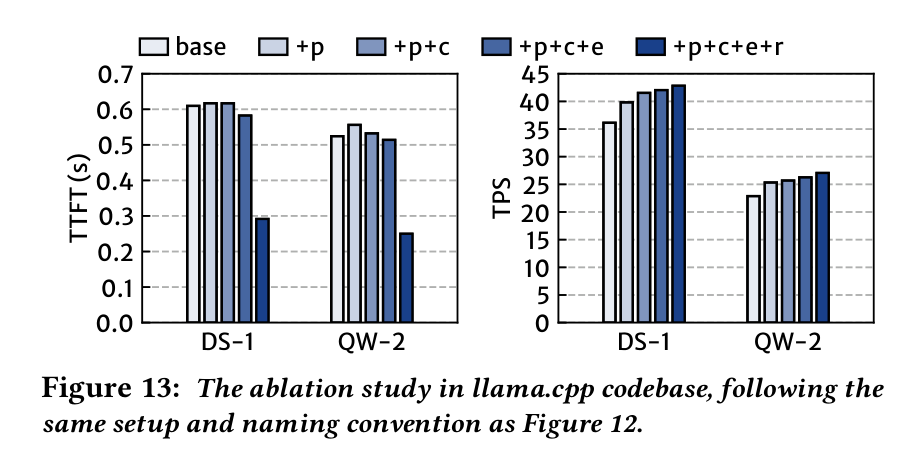 base +p +p+c +p+c+e +p+c+e+r
TTFT (s)
0.7
0.6
0.5
0.4
0.3
0.2
0.1
0.0
DS-1 QW-2
TPS
45
40
35
30
25
20
15
10
5
0
DS-1 QW-2
Figure 13: The ablation study in llama.cpp codebase, following the
same setup and naming convention as Figure 12.